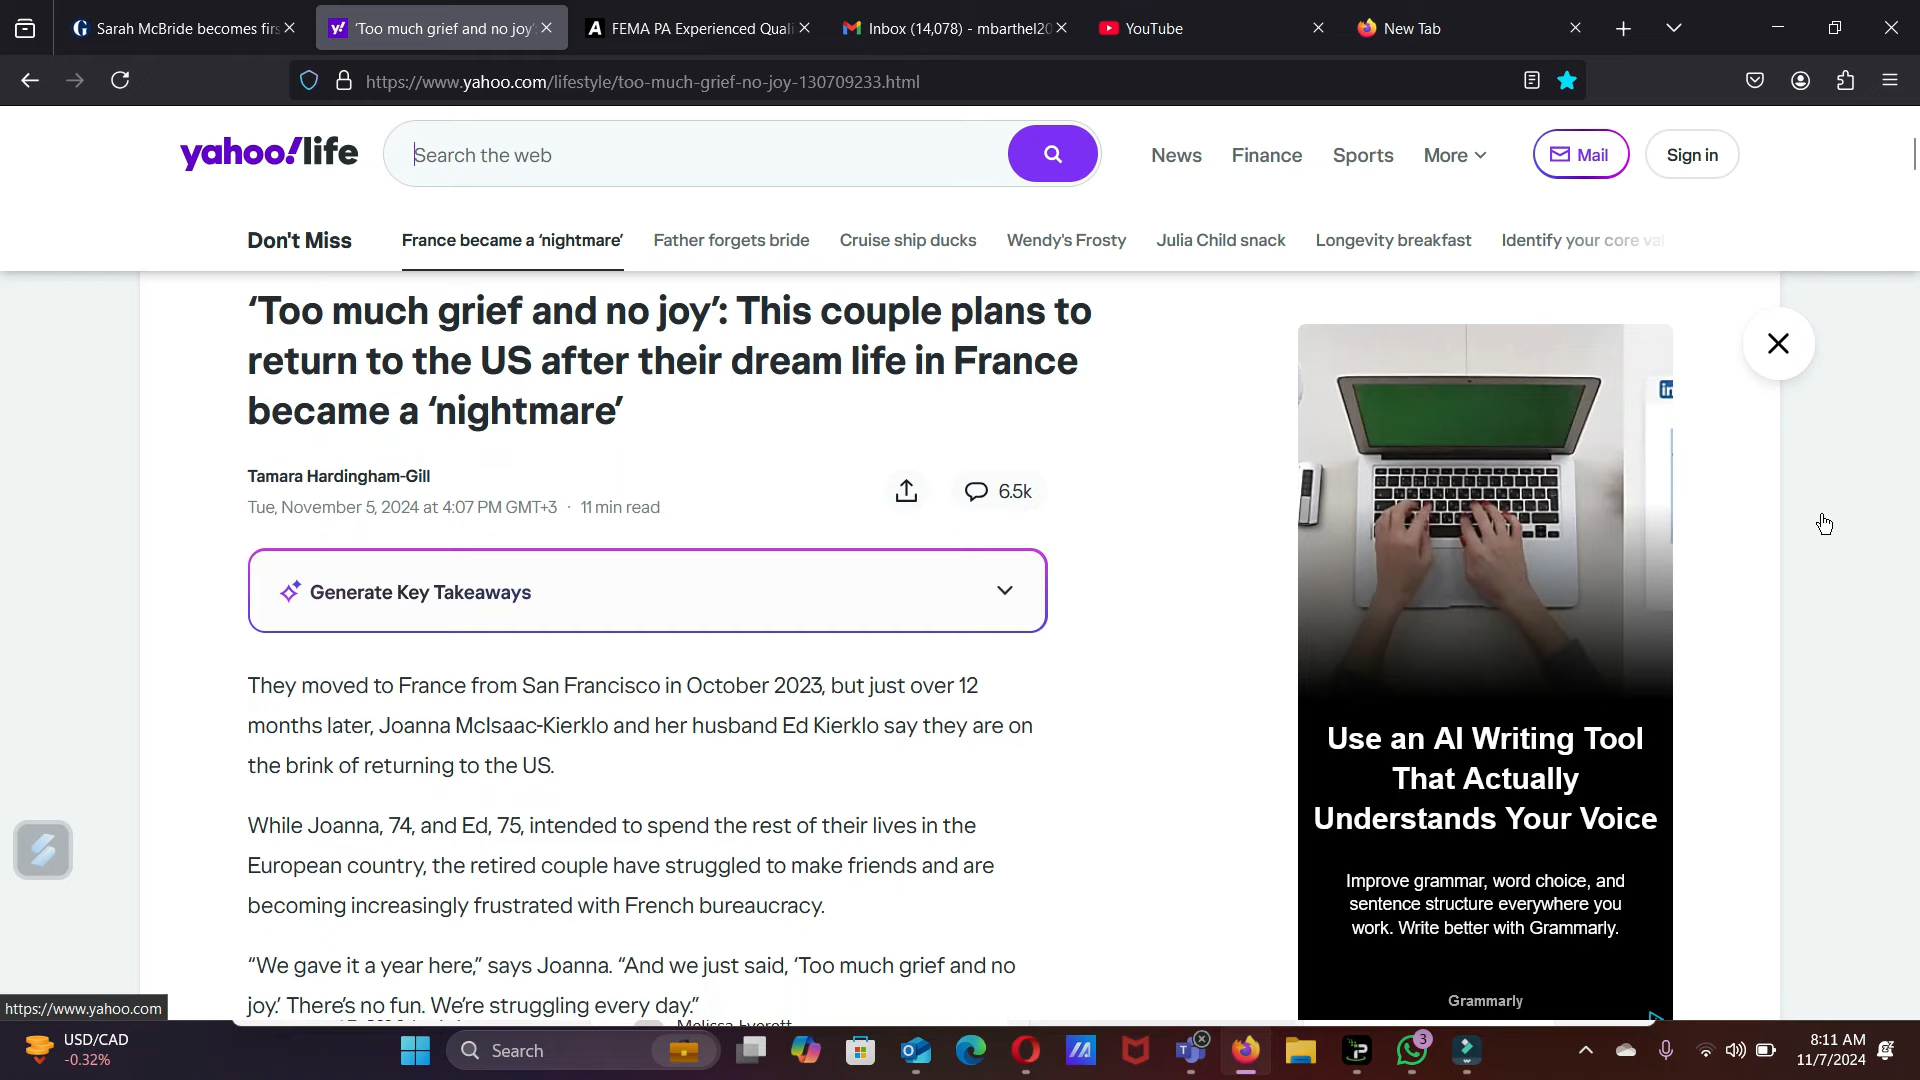 Sarah McBride becomes firs
'Too much grief and no joy'
FEMA PA Experienced Quali
Inbox (14,078) - mbarthel20
YouTube
New Tab
https://www.yahoo.com/lifestyle/too-much-grief-no-joy-130709233.html
yahoo!life
Search the web
News
Finance
Sports
More
Mail
Sign in
Don't Miss
France became a ‘nightmare’
Father forgets bride
Cruise ship ducks
Wendy's Frosty
Julia Child snack
Longevity breakfast
Identify your core val
‘Too much grief and no joy’: This couple plans to
return to the US after their dream life in France
became a ‘nightmare’
Tamara Hardingham-Gill
Tue, November 5, 2024 at 4:07 PM GMT+3 · 11 min read
6.5k
Generate Key Takeaways
They moved to France from San Francisco in October 2023, but just over 12
months later, Joanna McIsaac-Kierklo and her husband Ed Kierklo say they are on
the brink of returning to the US.
While Joanna, 74, and Ed, 75, intended to spend the rest of their lives in the
European country, the retired couple have struggled to make friends and are
becoming increasingly frustrated with French bureaucracy.
“We gave it a year here,” says Joanna. “And we just said, ‘Too much grief and no
joy.’ There’s no fun. We’re struggling every day.”
Melissa Everett
in
Use an AI Writing Tool
That Actually
Understands Your Voice
Improve grammar, word choice, and
sentence structure everywhere you
work. Write better with Grammarly.
Grammarly
https://www.yahoo.com
USD/CAD
-0.32%
Search
3
8:11 AM
11/7/2024